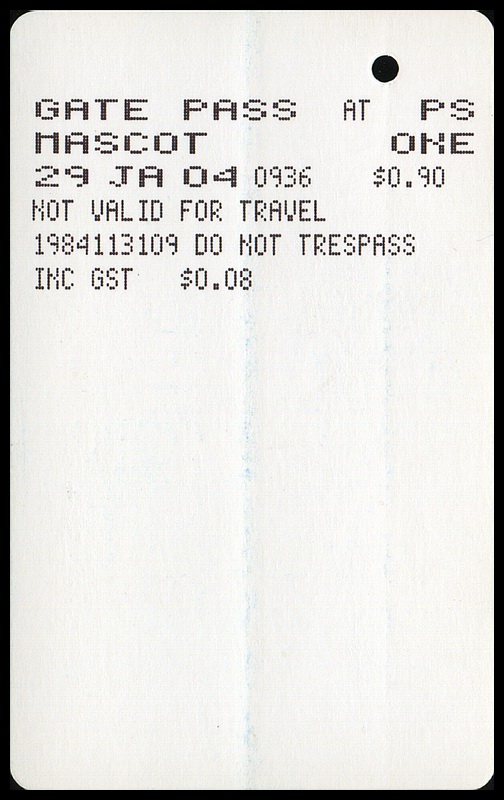 GATE PASS AT PS
MASCOT ONE
29 JA 04 0936 $0.90
NOT VALID FOR TRAVEL
1984113109 DO NOT TRESPASS
INC GST $0.08